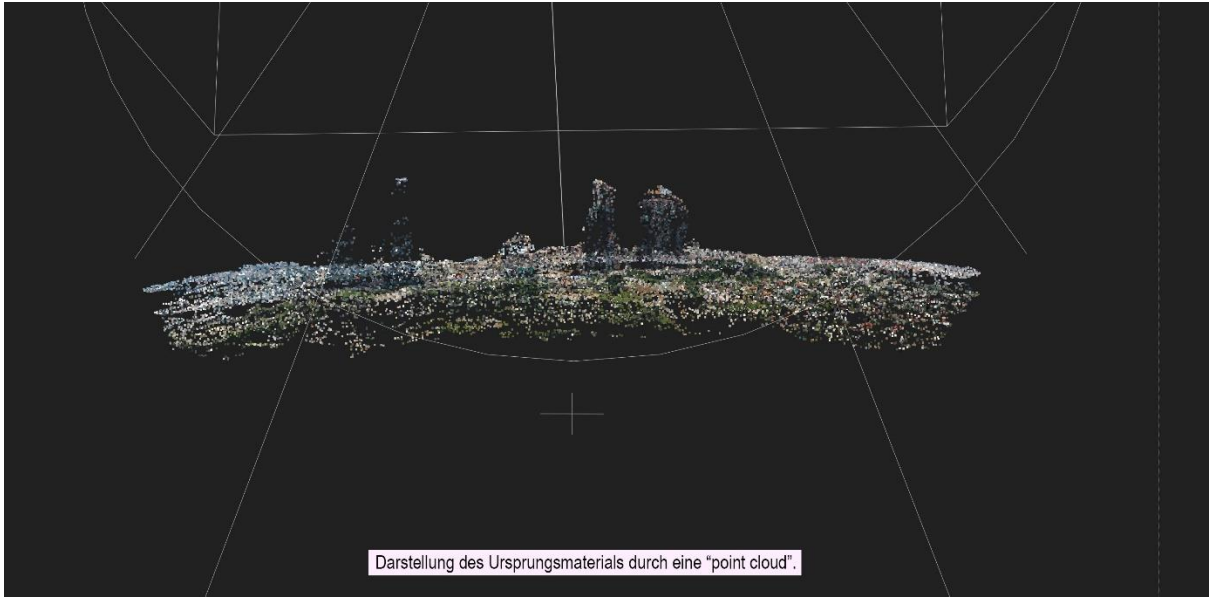 Darstellung des Ursprungsmaterials durch eine “point cloud”.